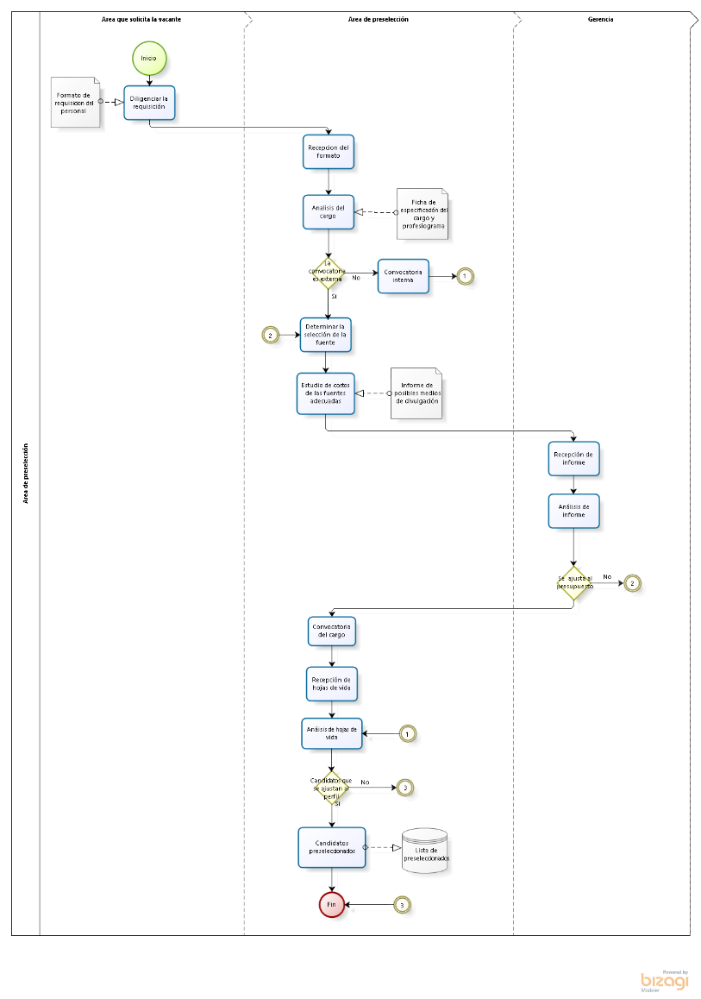 Area que solicita la vacante
Area de preselección
Gerencia
Area de preselección
Inicio
Formato de
requisicion del
personal
Diligenciar la
requisición
Recepcion del
formato
Analisis del
cargo
Ficha de
especificación del
cargo y
profesiograma
La
convocatoria
es externa
No
Convocatoria
interna
1
Si
2
Determinar la
selección de la
fuente
Estudio de costos
de las fuentes
adecuadas
Informe de
posibles medios
de divulgación
Recepción de
informe
Análisis de
informe
Se ajusta al
presupuesto
No
2
Convocatoria
del cargo
Recepción de
hojas de vida
Análisis de hojas de
vida
1
Candidatos que
se ajustan al
perfil
No
3
Si
Candidatos
preseleccionados
Lista de
preseleccionados
Fin
3
Powered by
bizagi
Modeler